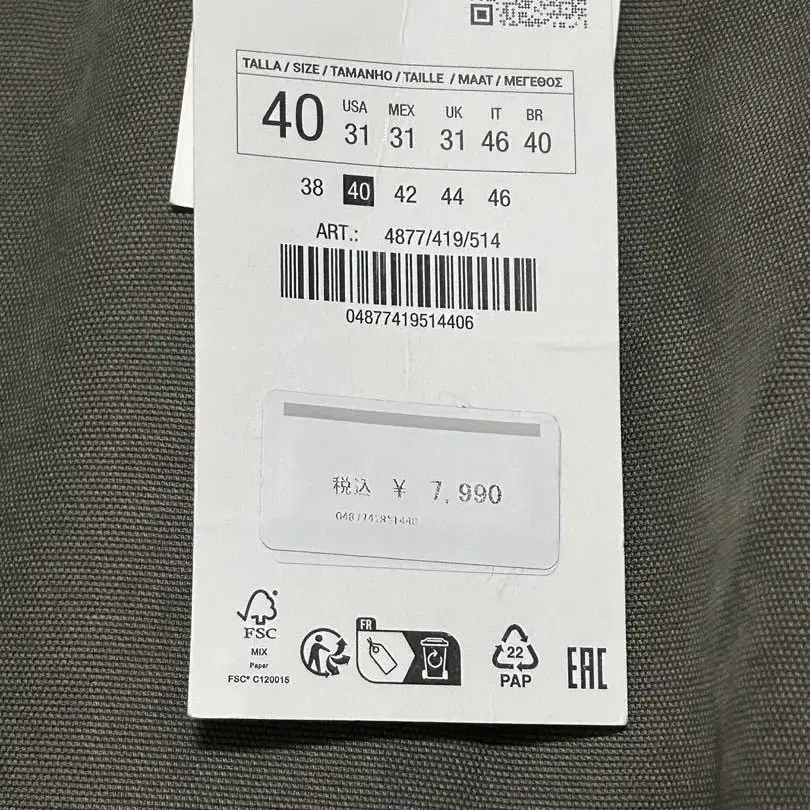 TALLA / SIZE / TAMANHO / TAILLE / MAAT / ΜΕΓΕΘΟΣ
40
USA MEX UK IT BR
31 31 31 46 40
38 40 42 44 46
ART.: 4877/419/514
04877419514406
税込 ¥ 7,990
FSC
MIX
Paper
FSC® C120015
FR
22
PAP
EAC